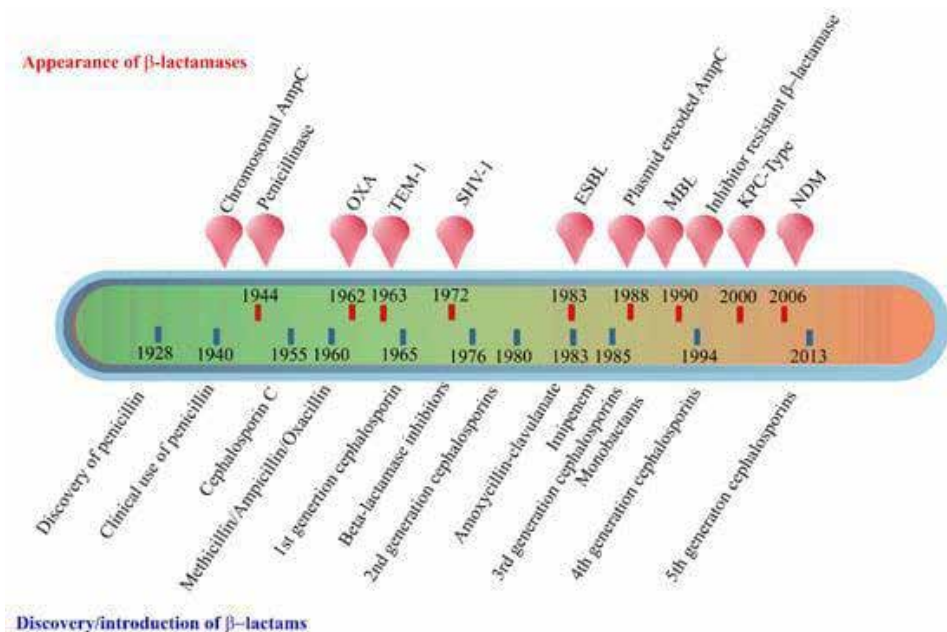 Appearance of β-lactamases
Chromosomal AmpC
Penicillinase
OXA
TEM-1
SHV-1
ESBL
Plasmid encoded AmpC
MBL
Inhibitor resistant β-lactamase
KPC-Type
NDM
1944
1962
1963
1972
1983
1988
1990
2000
2006
1928
1940
1955
1960
1965
1976
1980
1983
1985
1994
2013
Discovery of penicillin
Clinical use of penicillin
Cephalosporin C
Methicillin/Ampicillin/Oxacillin
1st genertion cephalosporin
Beta-lactamase inhibitors
2nd generation cephalosporins
Amoxycillin-clavulanate
Imipenem
3rd generation cephalosporins
Monobactams
4th generation cephalosporins
5th generaton cephalosporins
Discovery/introduction of β-lactams